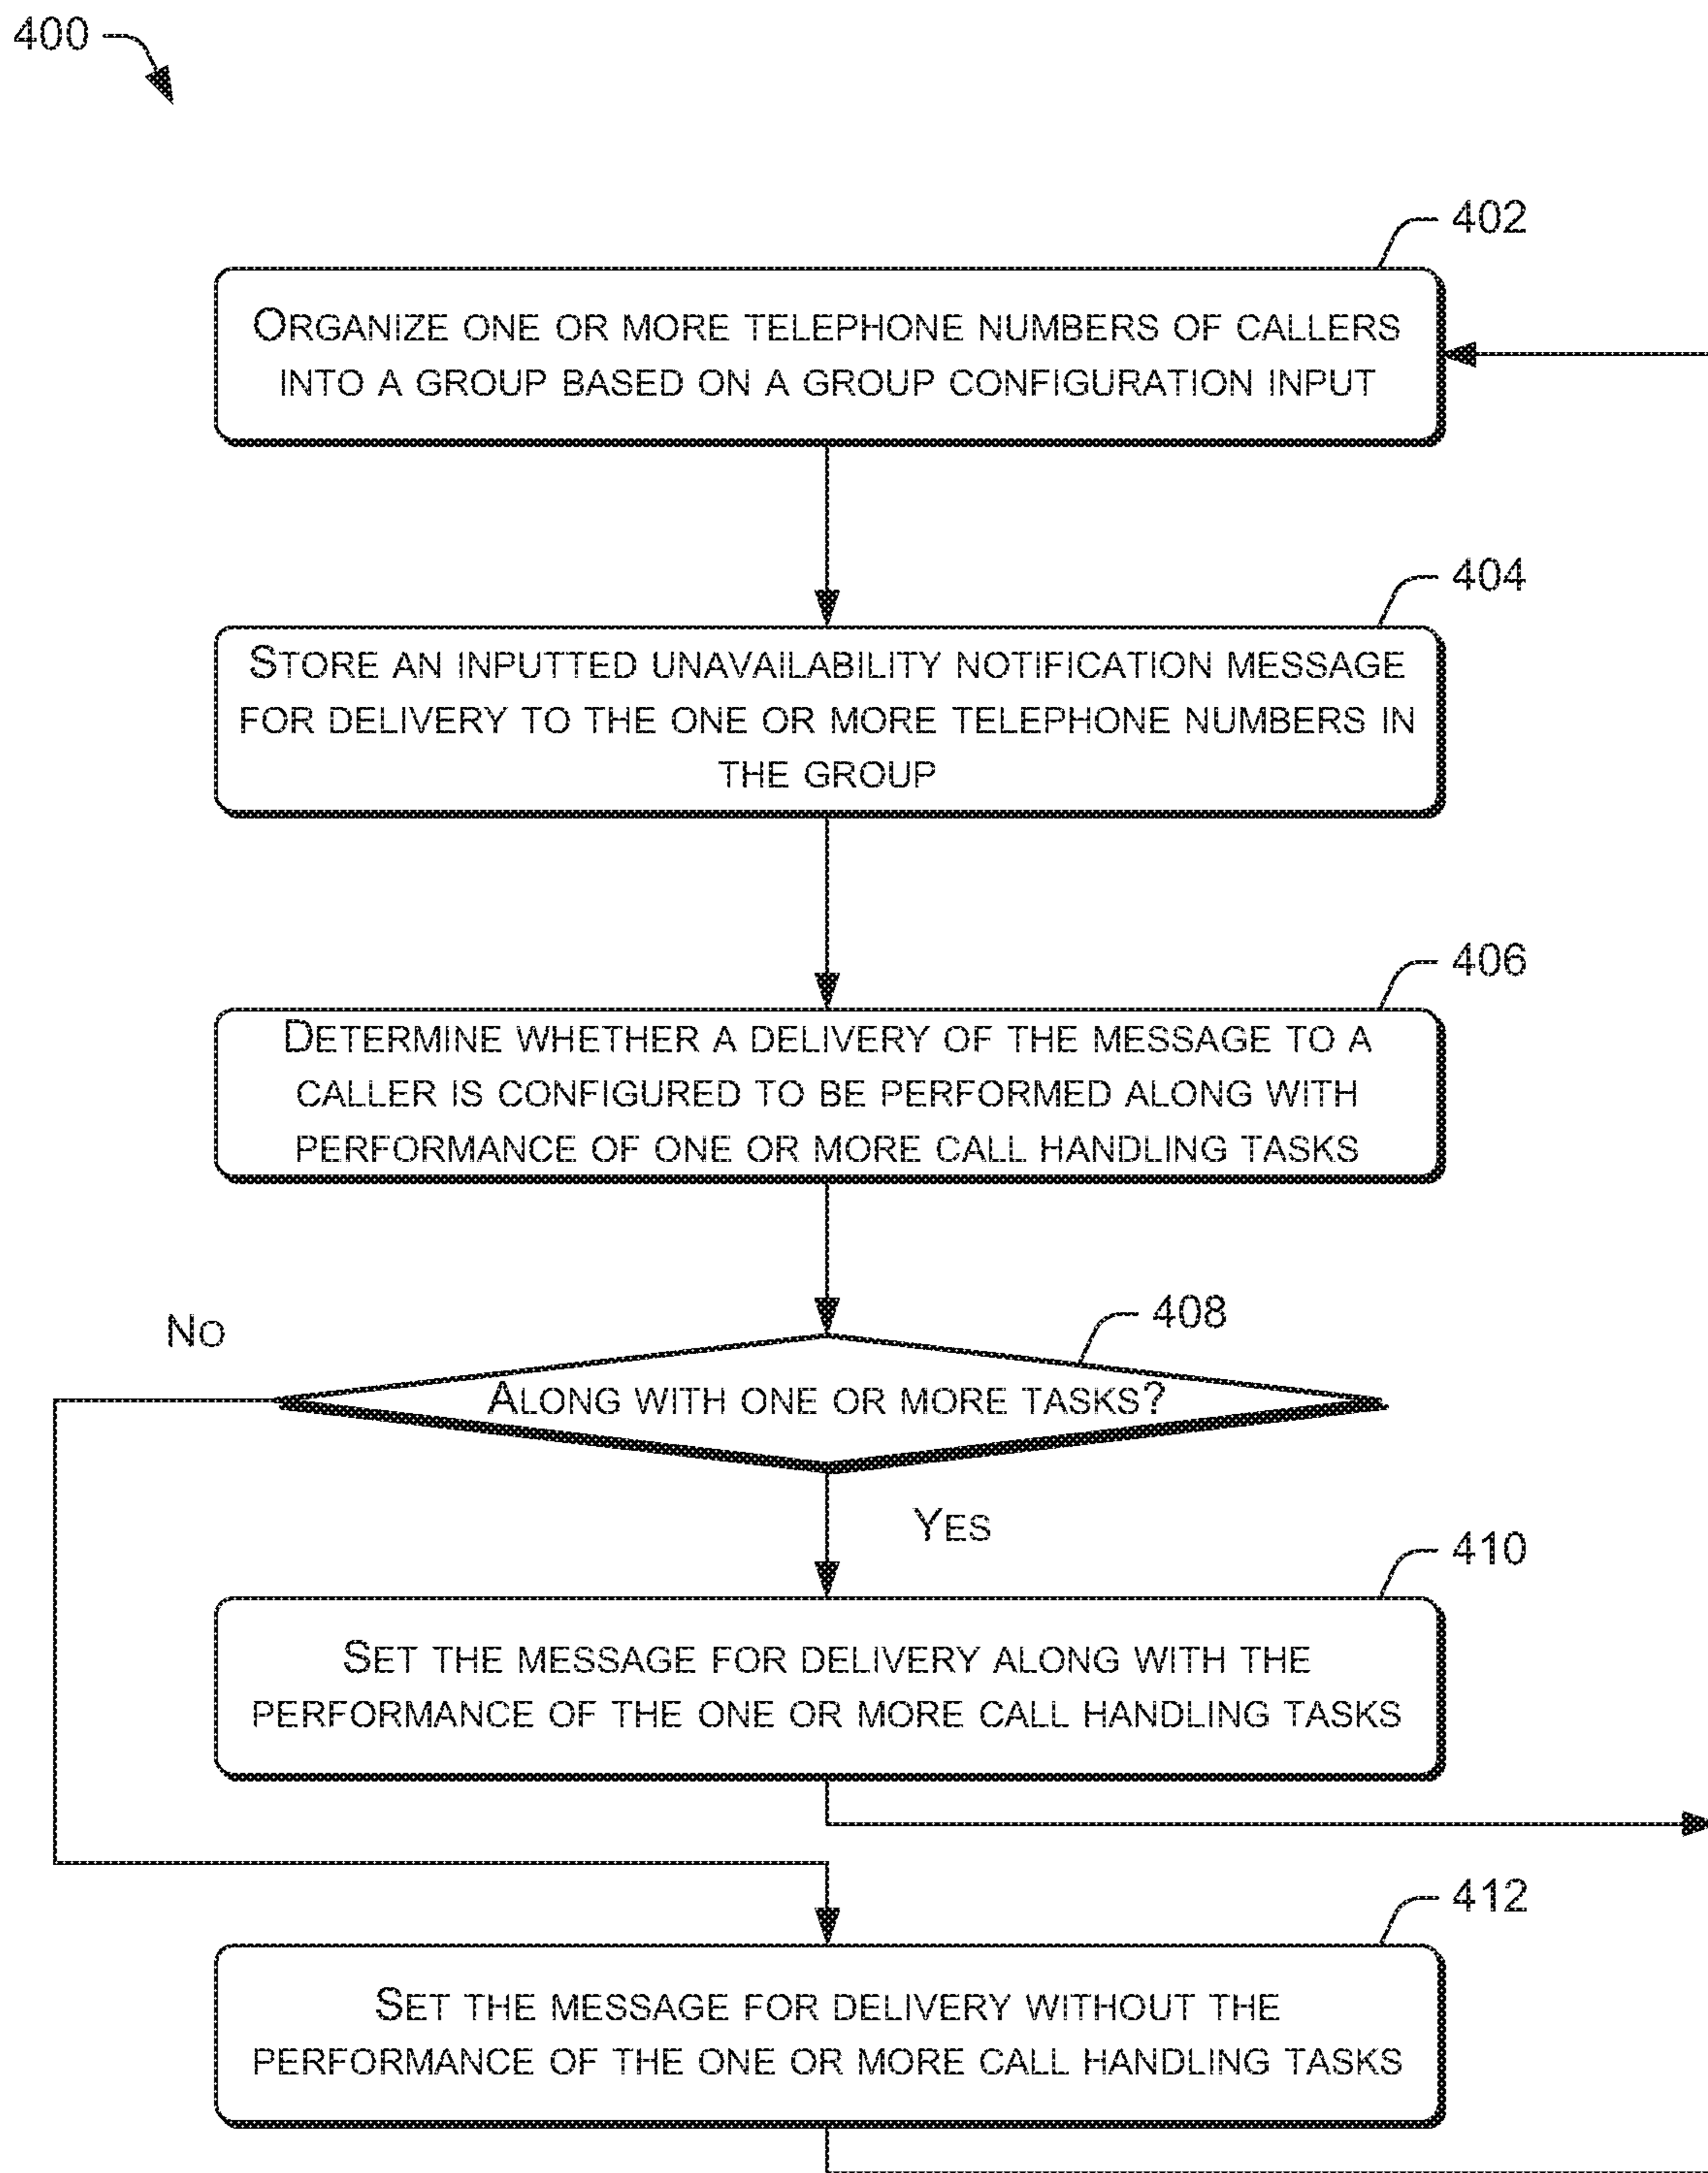 400
402
ORGANIZE ONE OR MORE TELEPHONE NUMBERS OF CALLERS
INTO A GROUP BASED ON A GROUP CONFIGURATION INPUT
404
STORE AN INPUTTED UNAVAILABILITY NOTIFICATION MESSAGE
FOR DELIVERY TO THE ONE OR MORE TELEPHONE NUMBERS IN
THE GROUP
406
DETERMINE WHETHER A DELIVERY OF THE MESSAGE TO A
CALLER IS CONFIGURED TO BE PERFORMED ALONG WITH
PERFORMANCE OF ONE OR MORE CALL HANDLING TASKS
408
NO
ALONG WITH ONE OR MORE TASKS?
YES
410
SET THE MESSAGE FOR DELIVERY ALONG WITH THE
PERFORMANCE OF THE ONE OR MORE CALL HANDLING TASKS
412
SET THE MESSAGE FOR DELIVERY WITHOUT THE
PERFORMANCE OF THE ONE OR MORE CALL HANDLING TASKS